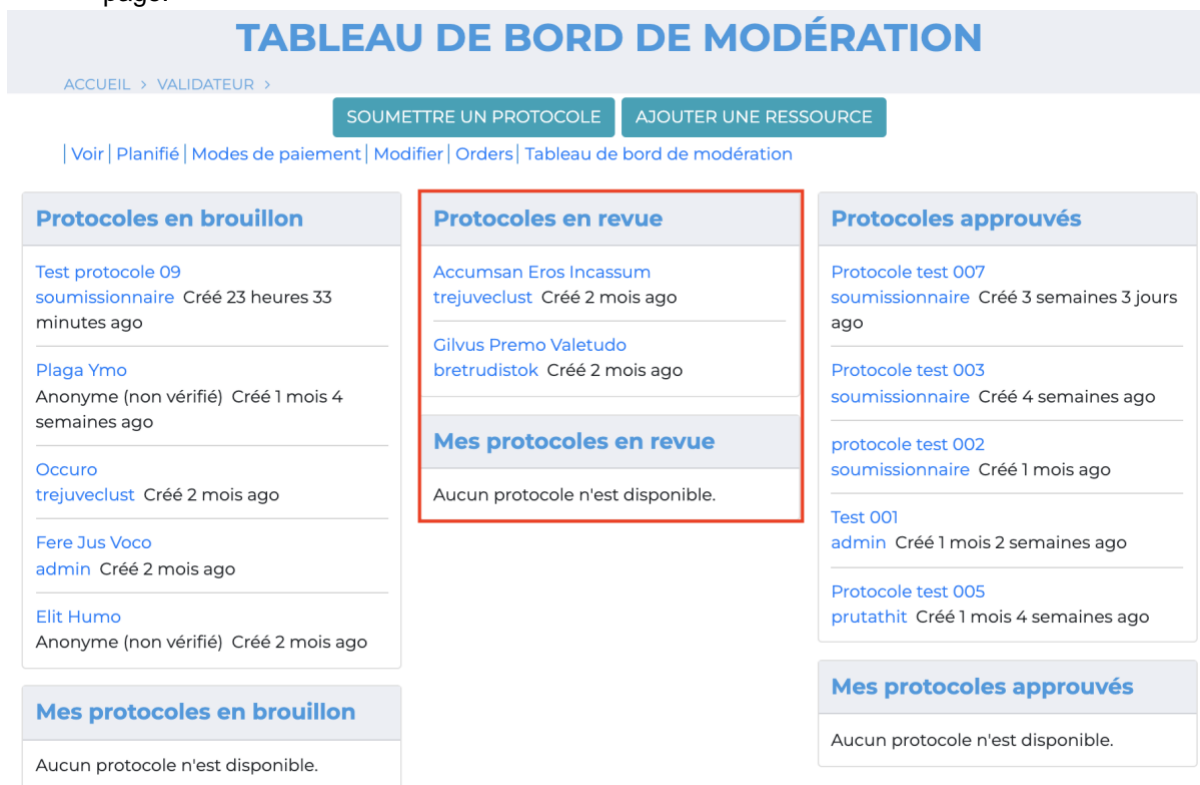 page.
TABLEAU DE BORD DE MODÉRATION
ACCUEIL > VALIDATEUR >
SOUMETTRE UN PROTOCOLE
AJOUTER UNE RESSOURCE
| Voir | Planifié | Modes de paiement | Modifier | Orders | Tableau de bord de modération
Protocoles en brouillon
Test protocole 09
soumissionnaire Créé 23 heures 33
minutes ago
Plaga Ymo
Anonyme (non vérifié) Créé 1 mois 4
semaines ago
Occuro
trejuveclust Créé 2 mois ago
Fere Jus Voco
admin Créé 2 mois ago
Elit Humo
Anonyme (non vérifié) Créé 2 mois ago
Mes protocoles en brouillon
Aucun protocole n'est disponible.
Protocoles en revue
Accumsan Eros Incassum
trejuveclust Créé 2 mois ago
Gilvus Premo Valetudo
bretrudistok Créé 2 mois ago
Mes protocoles en revue
Aucun protocole n'est disponible.
Protocoles approuvés
Protocole test 007
soumissionnaire Créé 3 semaines 3 jours
ago
Protocole test 003
soumissionnaire Créé 4 semaines ago
protocole test 002
soumissionnaire Créé 1 mois ago
Test 001
admin Créé 1 mois 2 semaines ago
Protocole test 005
prutathit Créé 1 mois 4 semaines ago
Mes protocoles approuvés
Aucun protocole n'est disponible.